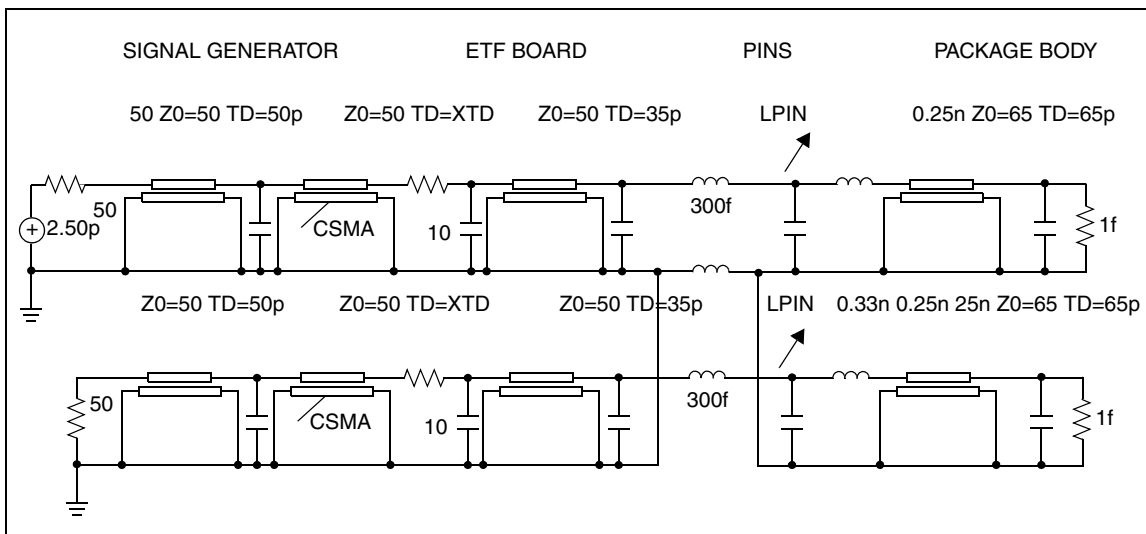 SIGNAL GENERATOR ETF BOARD PINS PACKAGE BODY
50 Z0=50 TD=50p Z0=50 TD=XTD Z0=50 TD=35p LPIN 0.25n Z0=65 TD=65p
50
2.50p
+
CSMA
10
300f
1f
Z0=50 TD=50p Z0=50 TD=XTD Z0=50 TD=35p LPIN 0.33n 0.25n 25n Z0=65 TD=65p
50
CSMA
10
300f
1f